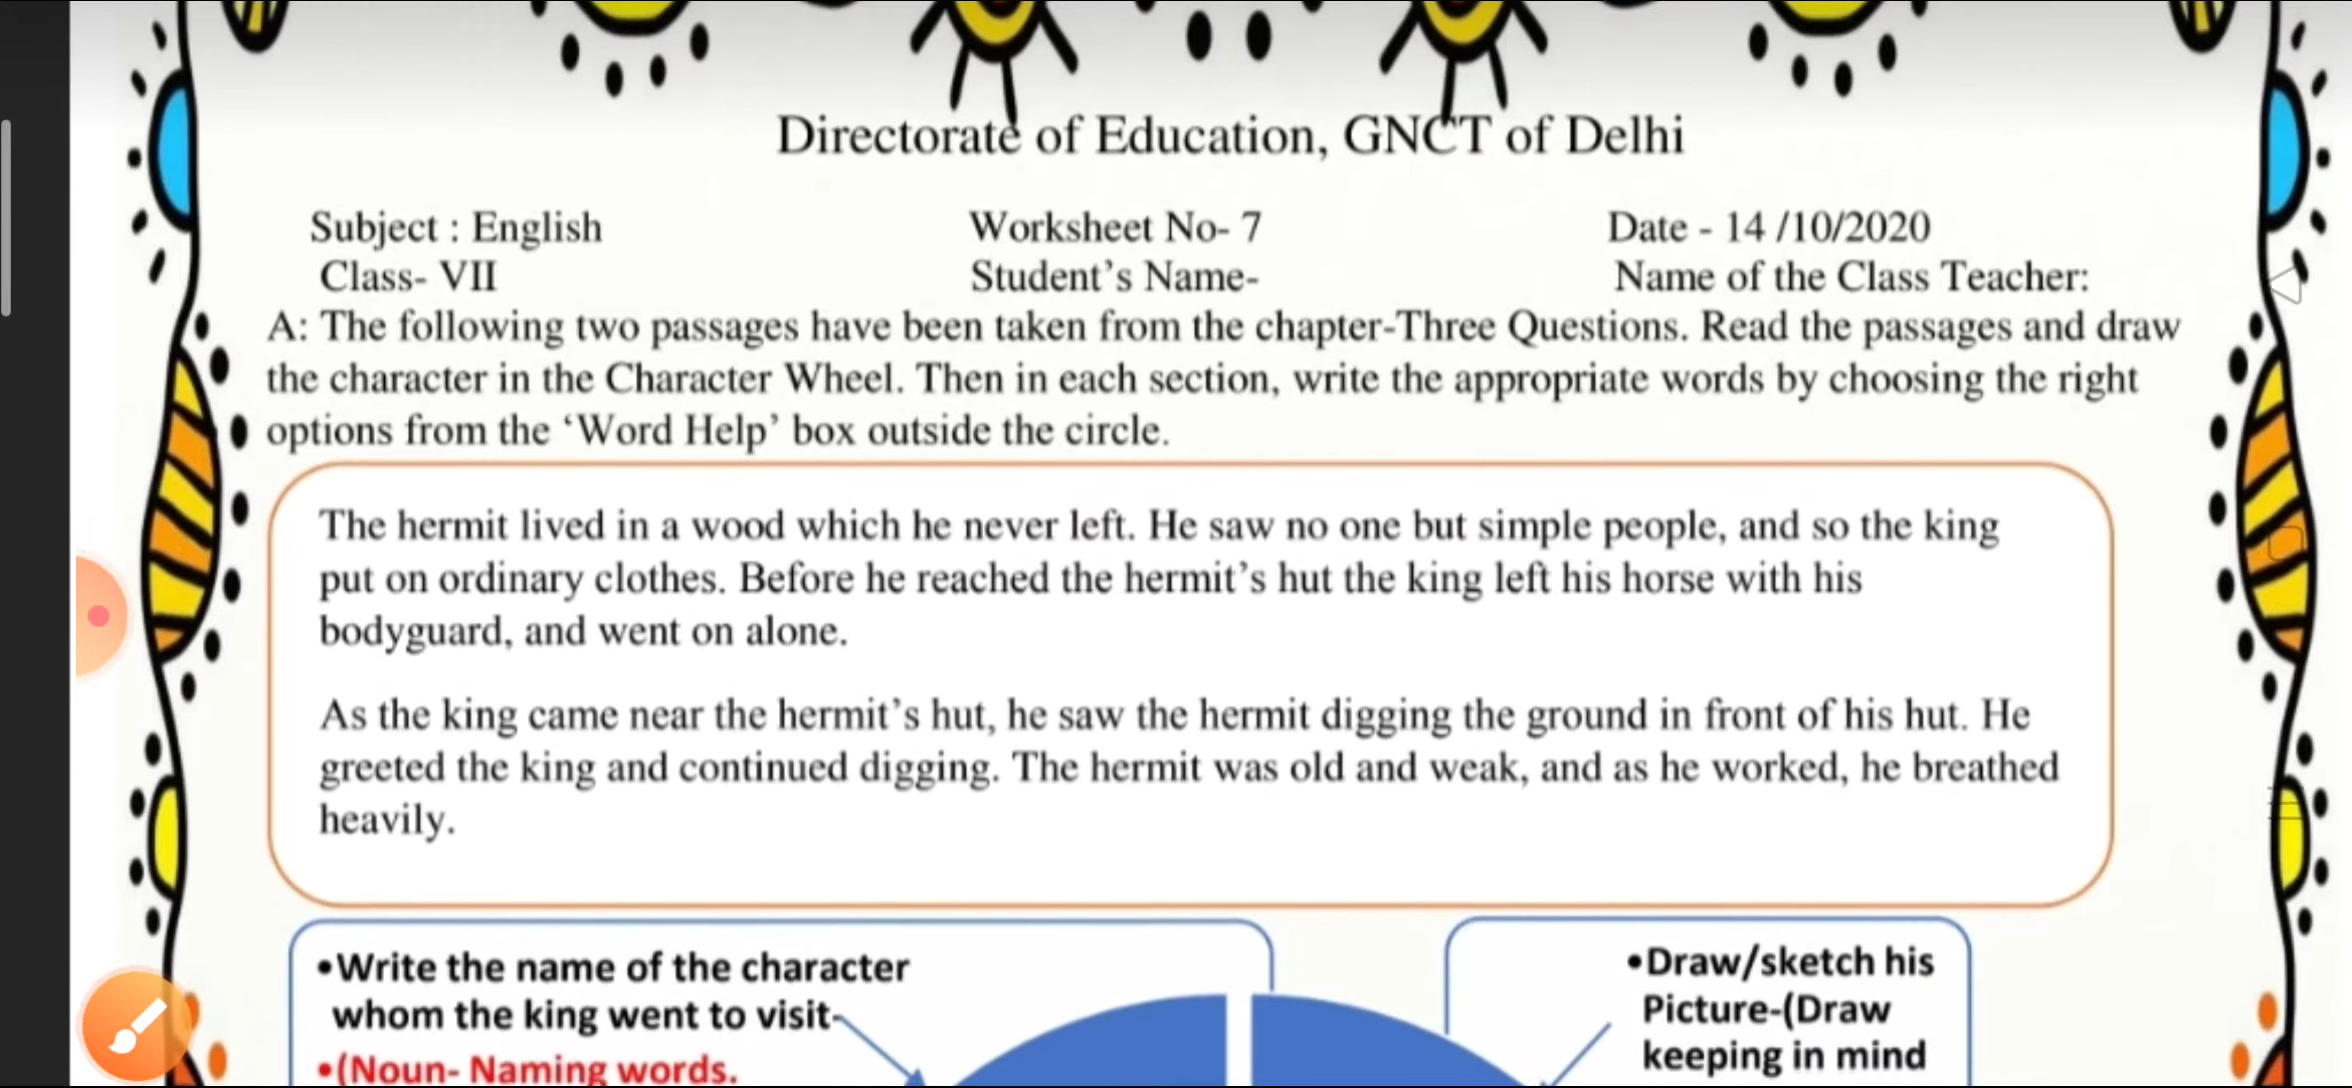 Directorate of Education, GNCT of Delhi
Subject : English Worksheet No- 7 Date - 14 /10/2020
Class- VII Student’s Name- Name of the Class Teacher:
A: The following two passages have been taken from the chapter-Three Questions. Read the passages and draw
the character in the Character Wheel. Then in each section, write the appropriate words by choosing the right
options from the ‘Word Help’ box outside the circle.
The hermit lived in a wood which he never left. He saw no one but simple people, and so the king
put on ordinary clothes. Before he reached the hermit’s hut the king left his horse with his
bodyguard, and went on alone.
As the king came near the hermit’s hut, he saw the hermit digging the ground in front of his hut. He
greeted the king and continued digging. The hermit was old and weak, and as he worked, he breathed
heavily.
•Write the name of the character
whom the king went to visit-
•(Noun- Naming words.
•Draw/sketch his
Picture-(Draw
keeping in mind